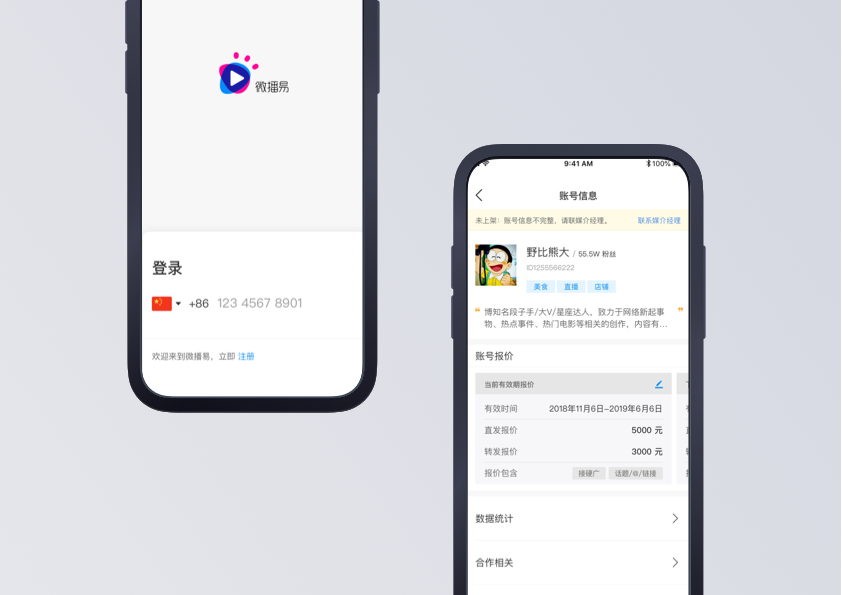 微播易
登录
+86 123 4567 8901
欢迎来到微播易，立即 注册
9:41 AM
100%
账号信息
未上架：账号信息不完整，请联媒介经理。 联系媒介经理
野比熊大 / 55.5W 粉丝
ID1255566222
美食 直播 店铺
“ 博知名段子手/大V/星座达人，致力于网络新起事 ”
物、热点事件、热门电影等相关的创作，内容有...
账号报价
当前有效期报价
有效时间 2018年11月6日-2019年6月6日
直发报价 5000 元
转发报价 3000 元
报价包含 接硬广 话题/@/链接
数据统计
合作相关